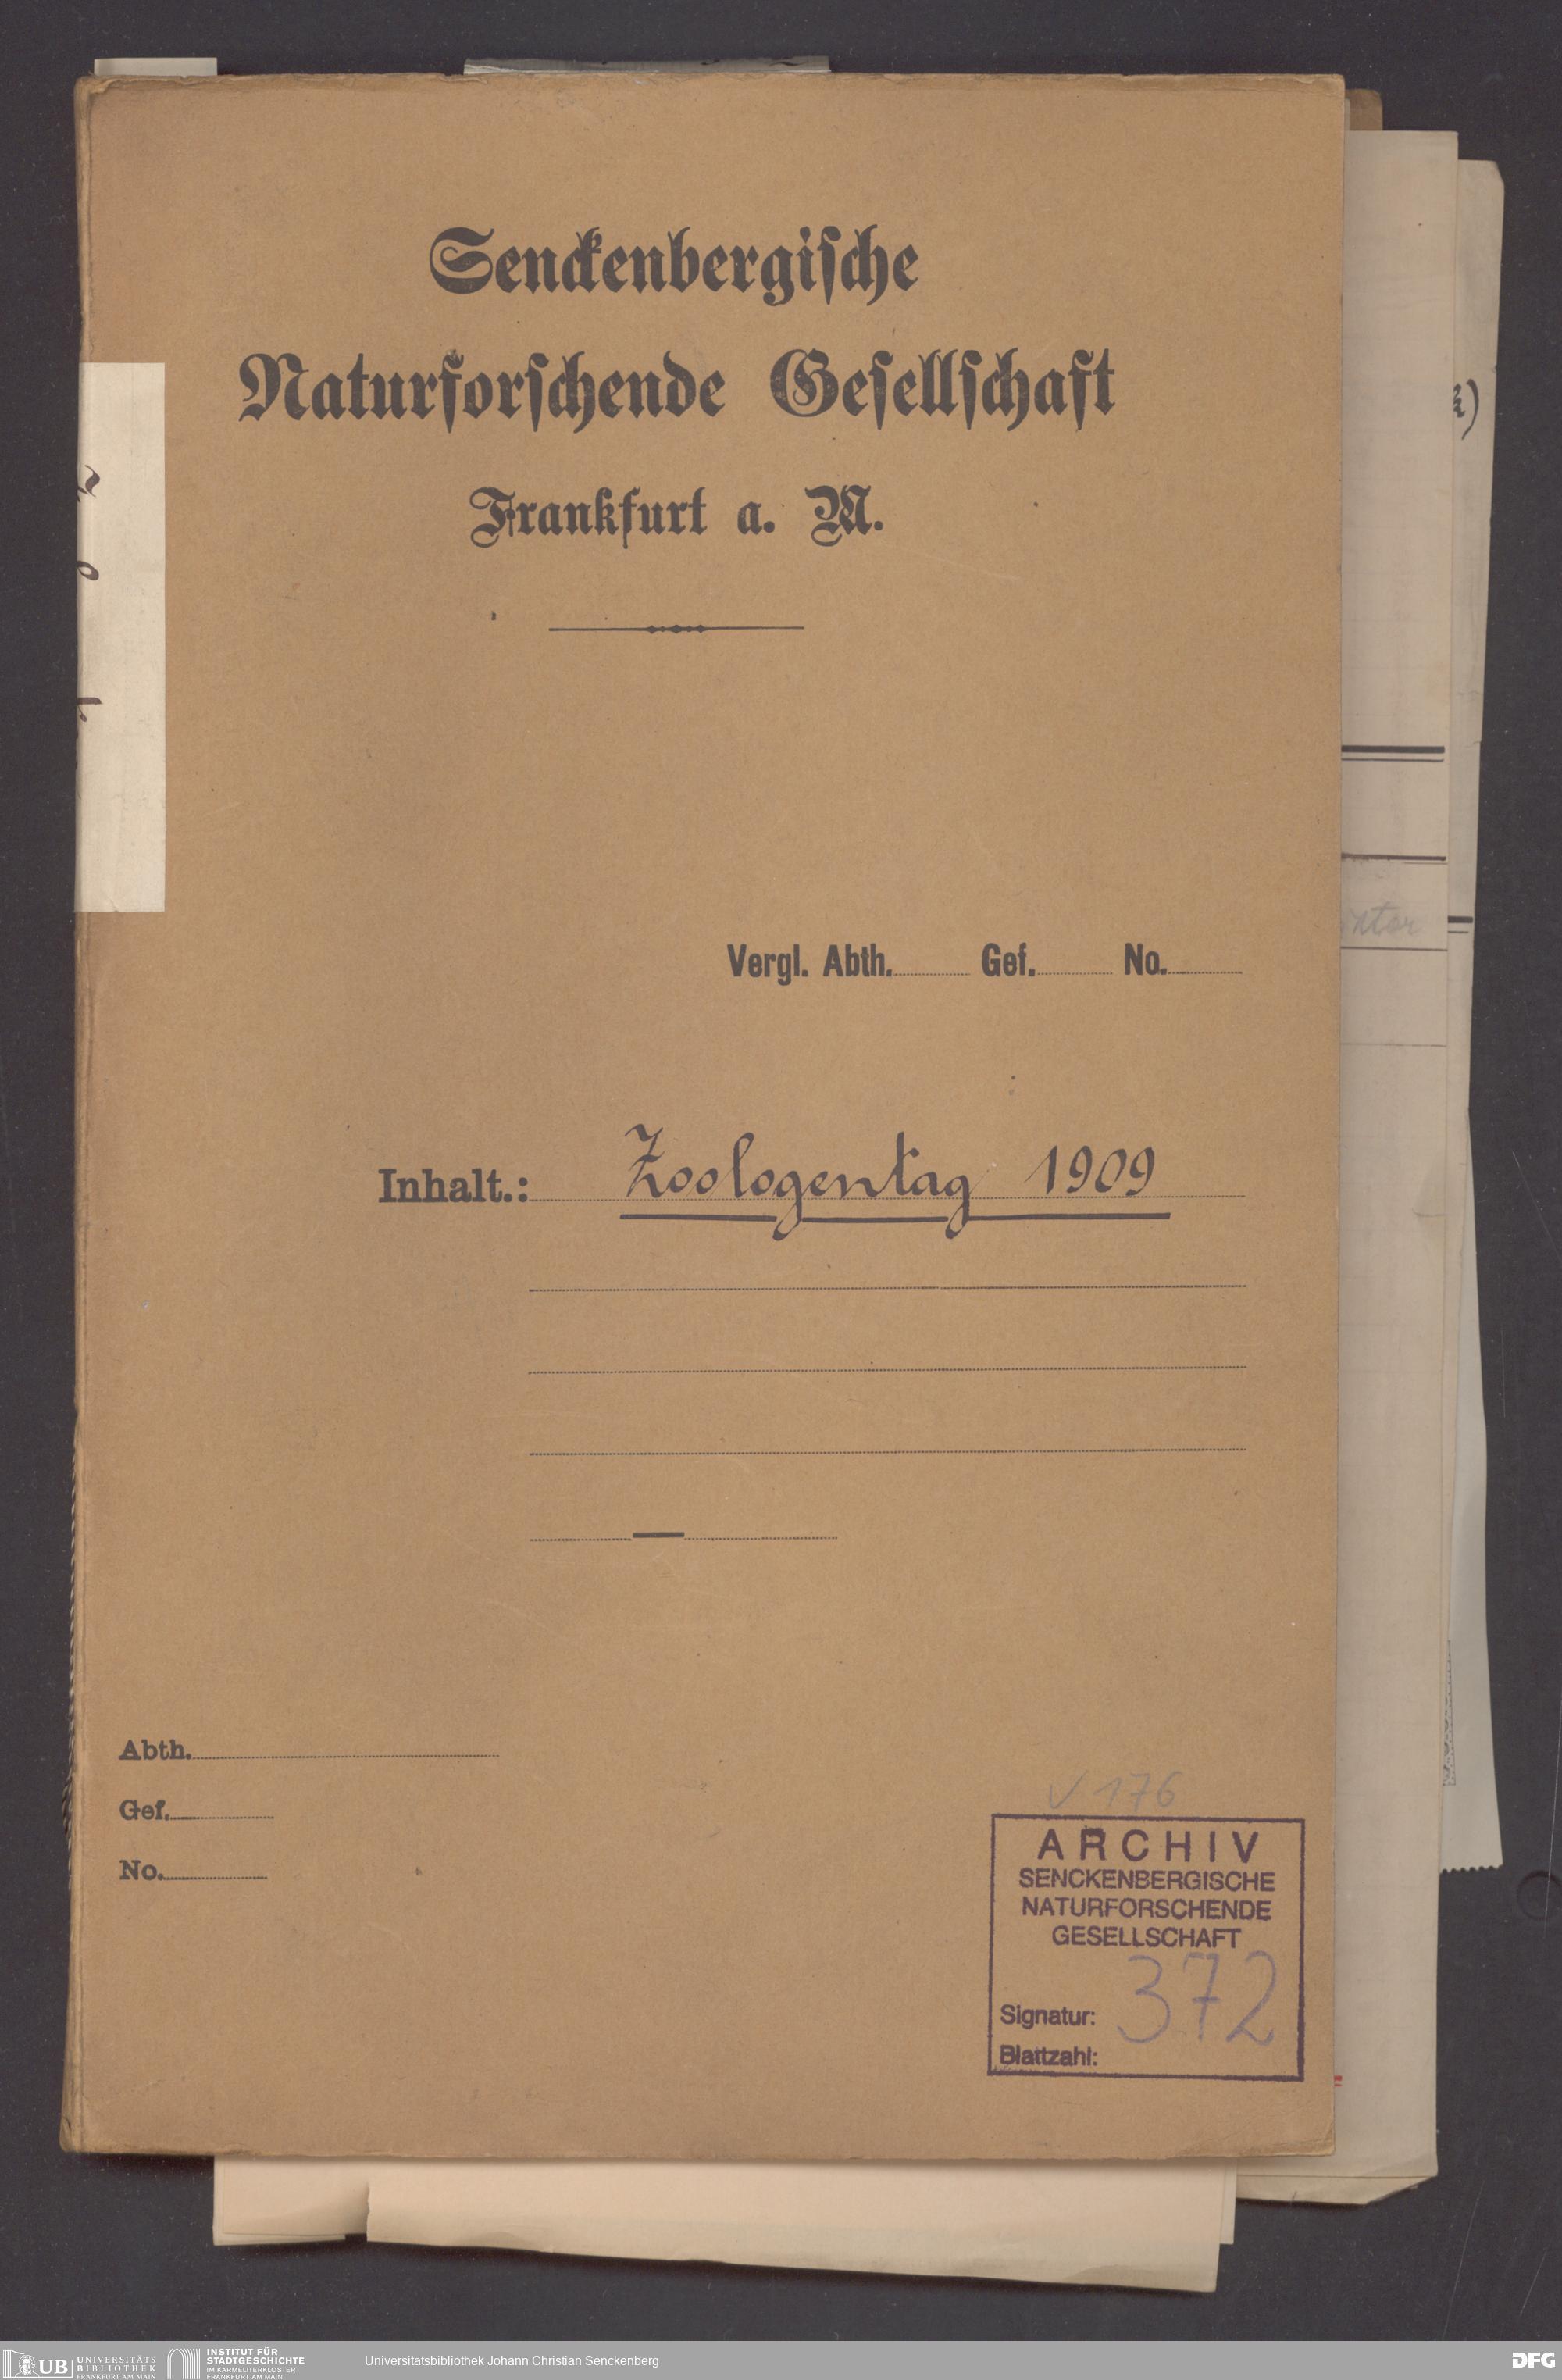 Senckenbergische
Naturforschende Gesellschaft
Frankfurt a. M.
Vergl. Abth. Gef. No.
Inhalt.: Zoologentag 1909
Abth.
Gef.
No.
V 176
ARCHIV
SENCKENBERGISCHE
NATURFORSCHENDE
GESELLSCHAFT
Signatur: 372
Blattzahl:
UB UNIVERSITÄTS
BIBLIOTHEK
FRANKFURT AM MAIN
INSTITUT FÜR
STADTGESCHICHTE
IM KARMELITERKLOSTER
FRANKFURT AM MAIN
Universitätsbibliothek Johann Christian Senckenberg
DFG